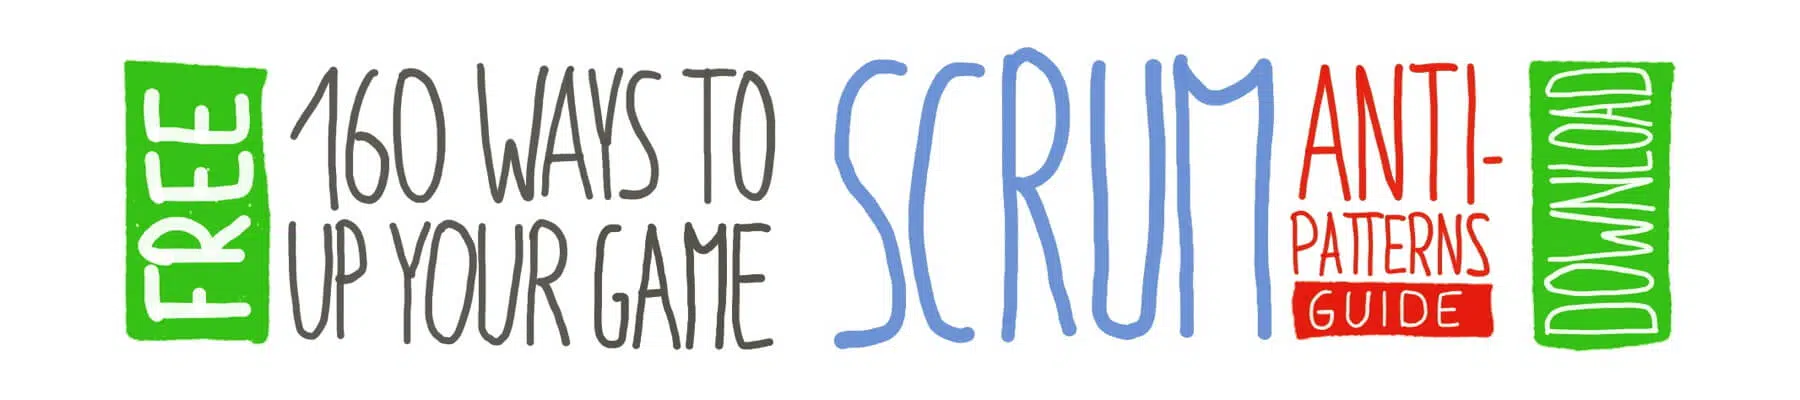 FREE
160 WAYS TO
UP YOUR GAME
SCRUM
ANTI-
PATTERNS
GUIDE
DOWNLOAD